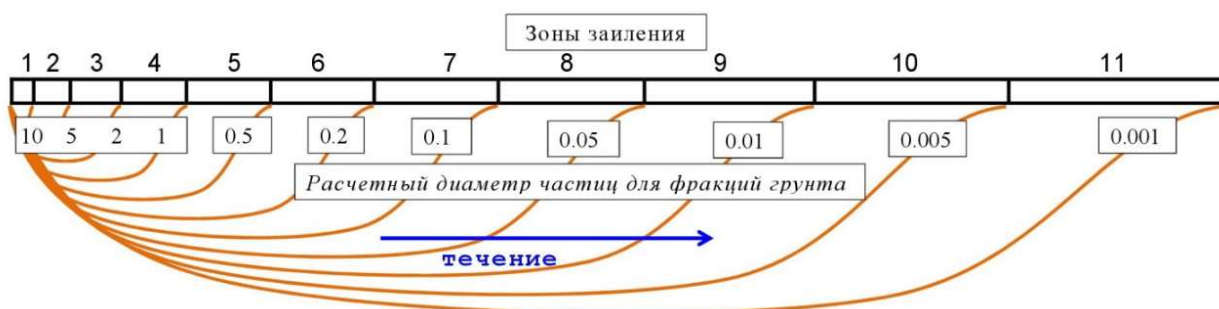 Зоны заиления
1 2 3 4 5 6 7 8 9 10 11
10 5 2 1 0.5 0.2 0.1 0.05 0.01 0.005 0.001
Расчетный диаметр частиц для фракций грунта
течение